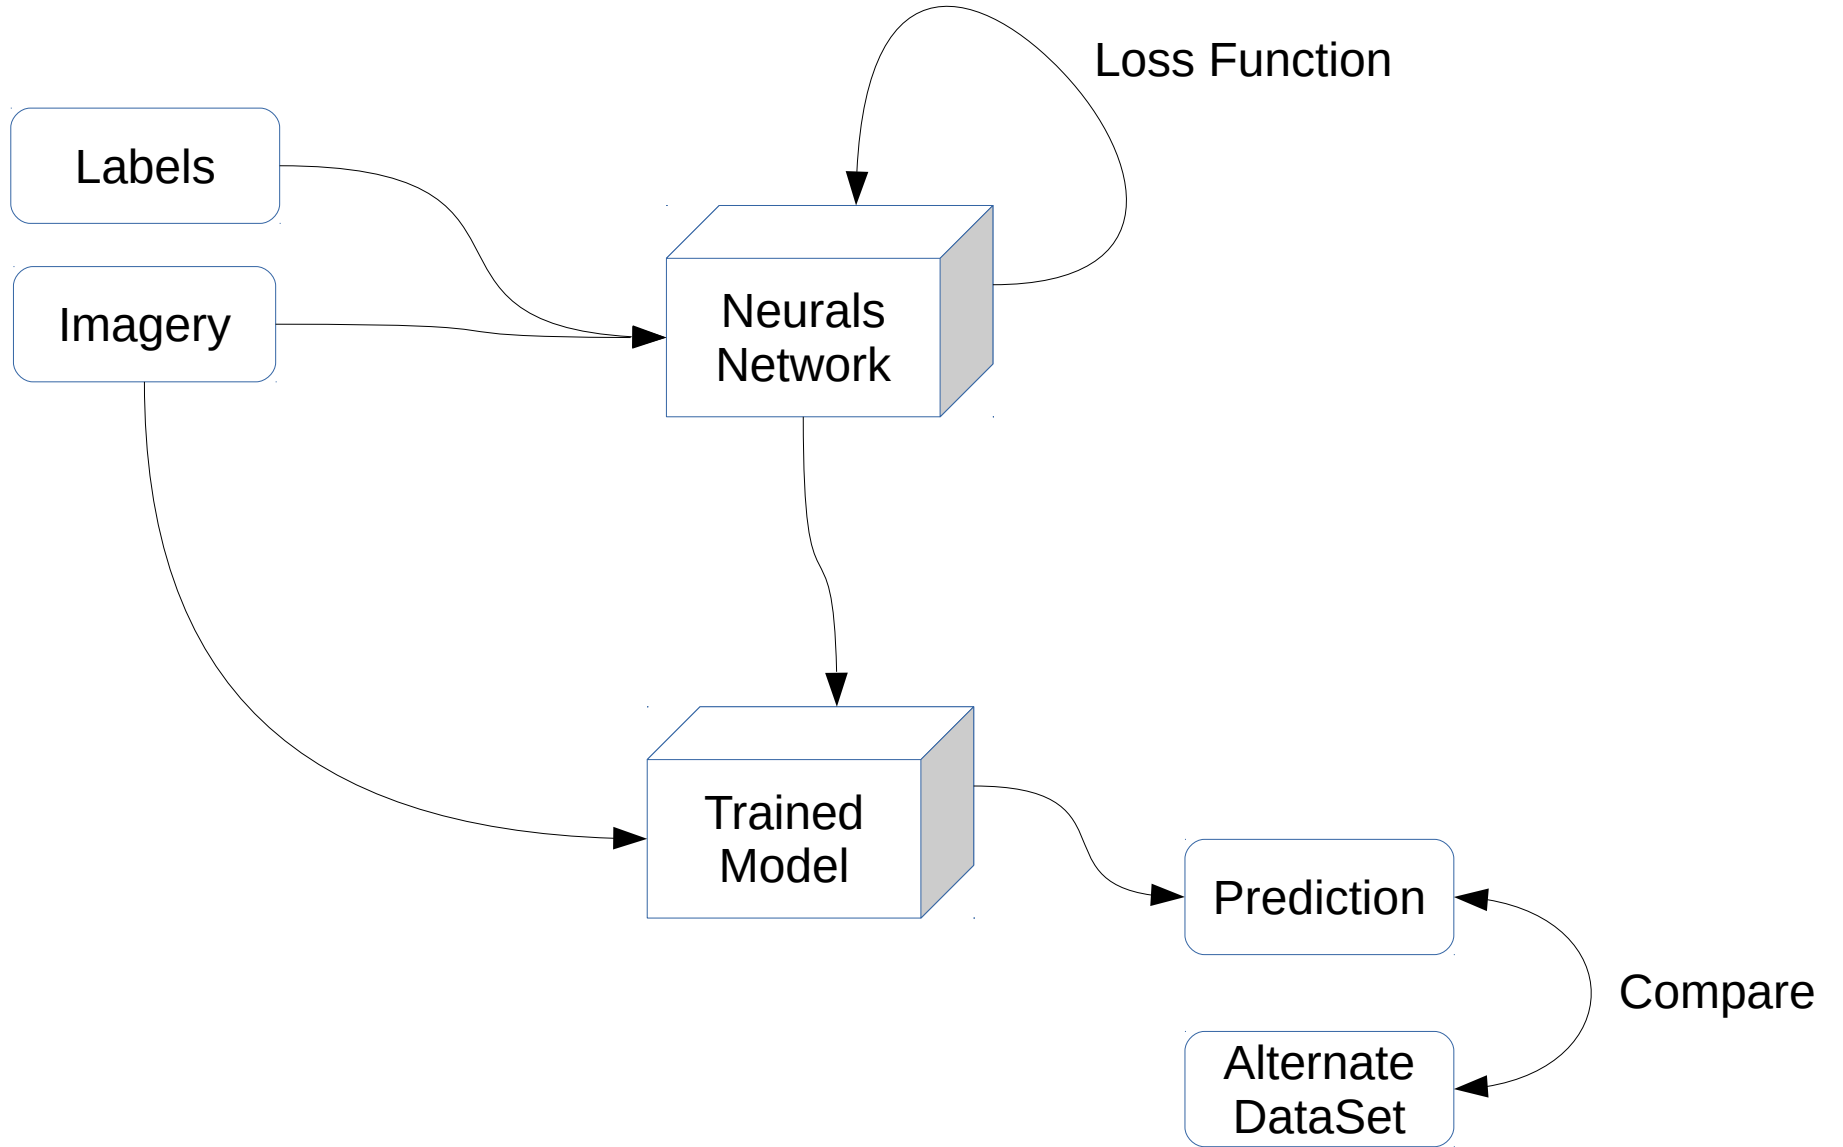 Loss Function
Labels
Imagery
Neurals
Network
Trained
Model
Prediction
Compare
Alternate
DataSet